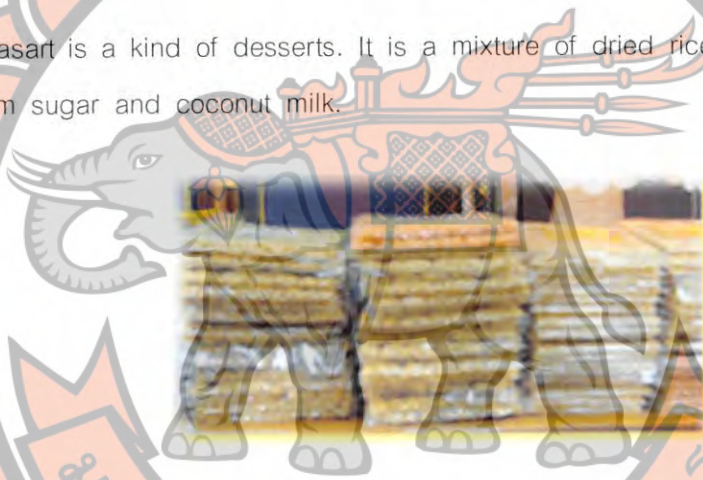 asart is a kind of desserts. It is a mixture of dried rice
m sugar and coconut milk.